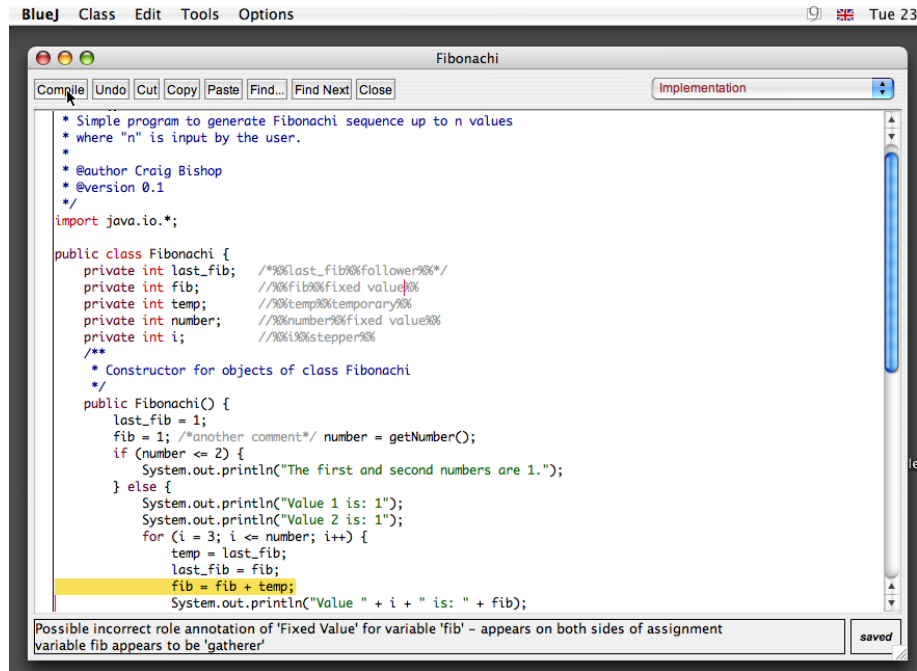 BlueJ Class Edit Tools Options Tue 23
Fibonachi
Compile Undo Cut Copy Paste Find... Find Next Close Implementation
* Simple program to generate Fibonachi sequence up to n values
* where "n" is input by the user.
*
* @author Craig Bishop
* @version 0.1
*/
import java.io.*;
public class Fibonachi {
private int last_fib; /*%%last_fib%%follower%%*/
private int fib; //%%fib%%fixed value%%
private int temp; //%%temp%%temporary%%
private int number; //%%number%%fixed value%%
private int i; //%%i%%stepper%%
/**
* Constructor for objects of class Fibonachi
*/
public Fibonachi() {
last_fib = 1;
fib = 1; /*another comment*/ number = getNumber();
if (number <= 2) {
System.out.println("The first and second numbers are 1.");
} else {
System.out.println("Value 1 is: 1");
System.out.println("Value 2 is: 1");
for (i = 3; i <= number; i++) {
temp = last_fib;
last_fib = fib;
fib = fib + temp;
System.out.println("Value " + i + " is: " + fib);
Possible incorrect role annotation of 'Fixed Value' for variable 'fib' – appears on both sides of assignment
variable fib appears to be 'gatherer'
saved